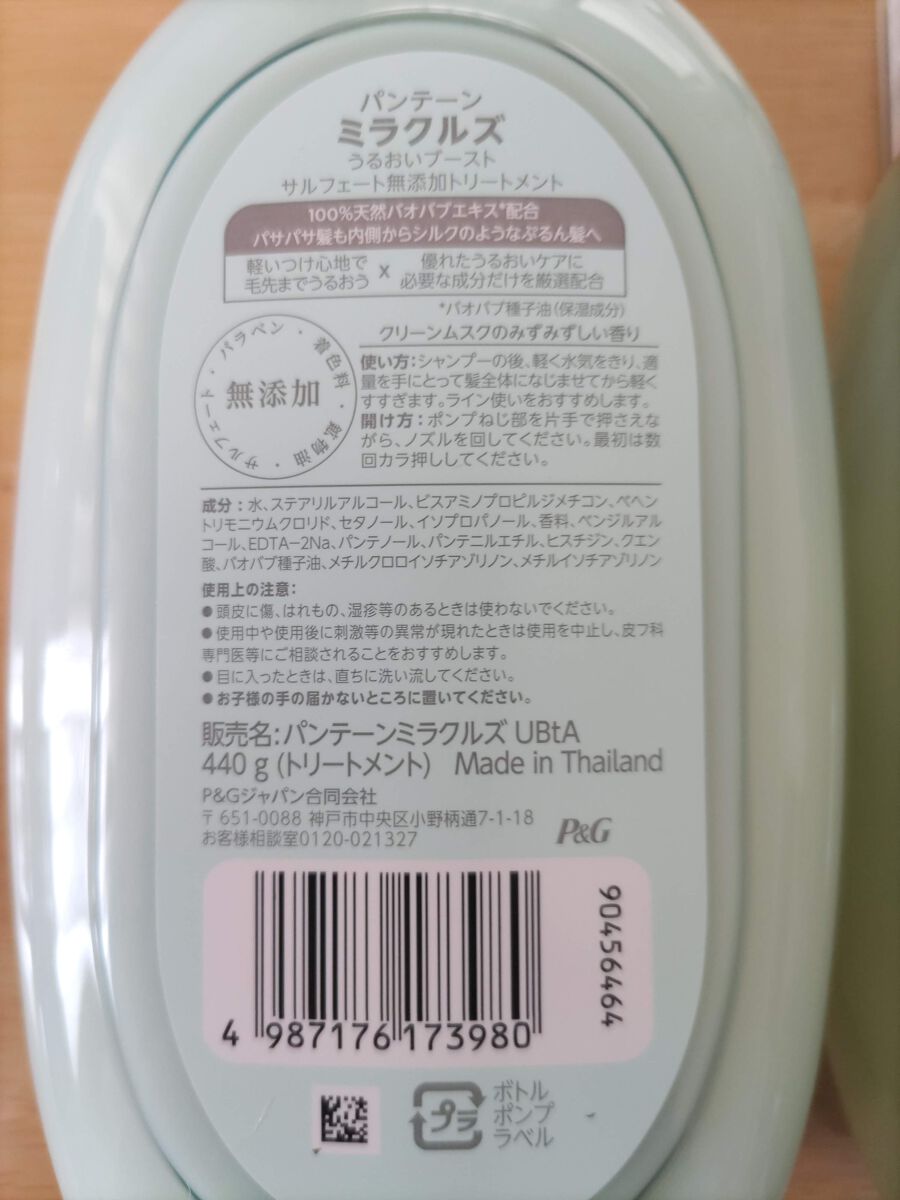 パンテーン
ミラクルズ
うるおいブースト
サルフェート無添加トリートメント
100%天然バオバブエキス*配合
パサパサ髪も内側からシルクのようなぷるん髪へ
軽いつけ心地で
毛先までうるおう
x
優れたうるおいケアに
必要な成分だけを厳選配合
*バオバブ種子油(保湿成分)
クリーンムスクのみずみずしい香り
サルフェート・パラベン・着色料・鉱物油・
無添加
使い方:シャンプーの後、軽く水気をきり、適
量を手にとって髪全体になじませてから軽く
すすぎます。ライン使いをおすすめします。
開け方:ポンプねじ部を片手で押さえな
がら、ノズルを回してください。最初は数
回カラ押ししてください。
成分:水、ステアリルアルコール、ビスアミノプロピルジメチコン、ベヘン
トリモニウムクロリド、セタノール、イソプロパノール、香料、ベンジルアル
コール、EDTA-2Na、パンテノール、パンテニルエチル、ヒスチジン、クエン
酸、バオバブ種子油、メチルクロロイソチアゾリノン、メチルイソチアゾリノン
使用上の注意:
●頭皮に傷、はれもの、湿疹等のあるときは使わないでください。
●使用中や使用後に刺激等の異常が現れたときは使用を中止し、皮フ科
専門医等にご相談されることをおすすめします。
●目に入ったときは、直ちに洗い流してください。
●お子様の手の届かないところに置いてください。
販売名:パンテーンミラクルズ UBtA
440 g (トリートメント) Made in Thailand
P&Gジャパン合同会社
〒651-0088 神戸市中央区小野柄通7-1-18
お客様相談室0120-021327
P&G
90456464
4 987176 173980
プラ
ボトル
ポンプ
ラベル